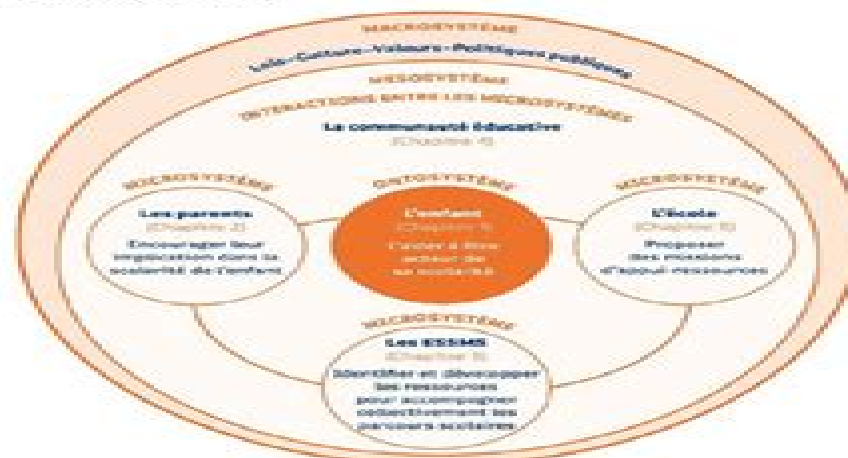 MACROSYSTÈME
Lois-Culture-Valeurs-Politiques publiques
MESOSYSTÈME
INTERACTIONS ENTRE LES MICROSYSTÈMES
La communauté éducative
(Chapitre 4)
MICROSYSTÈME
Les parents
(Chapitre 2)
Encourager leur
implication dans la
scolarité de l'enfant
ONTOSYSTÈME
L'enfant
(Chapitre 1)
L'aider à être
acteur de
sa scolarité
MICROSYSTÈME
L'école
(Chapitre
Proposer
des missions
d'appui-ressources
MICROSYSTÈME
Les ESSMS
(Chapitre
Identifier et développer
les ressources
pour accompagner
collectivement les
parcours scolaires